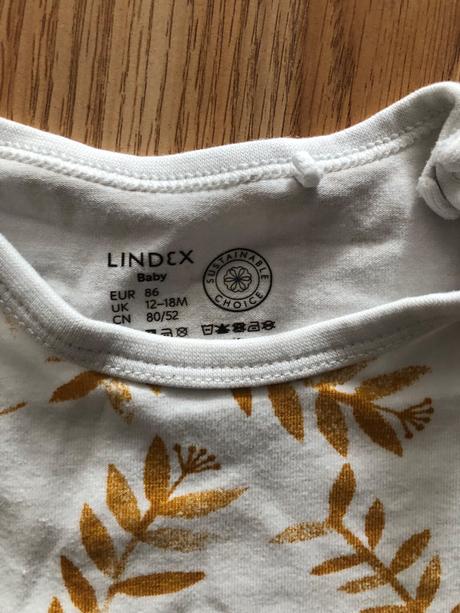 LINDEX
Baby
EUR 86
UK 12-18M
CN 80/52
SUSTAINABLE
CHOICE